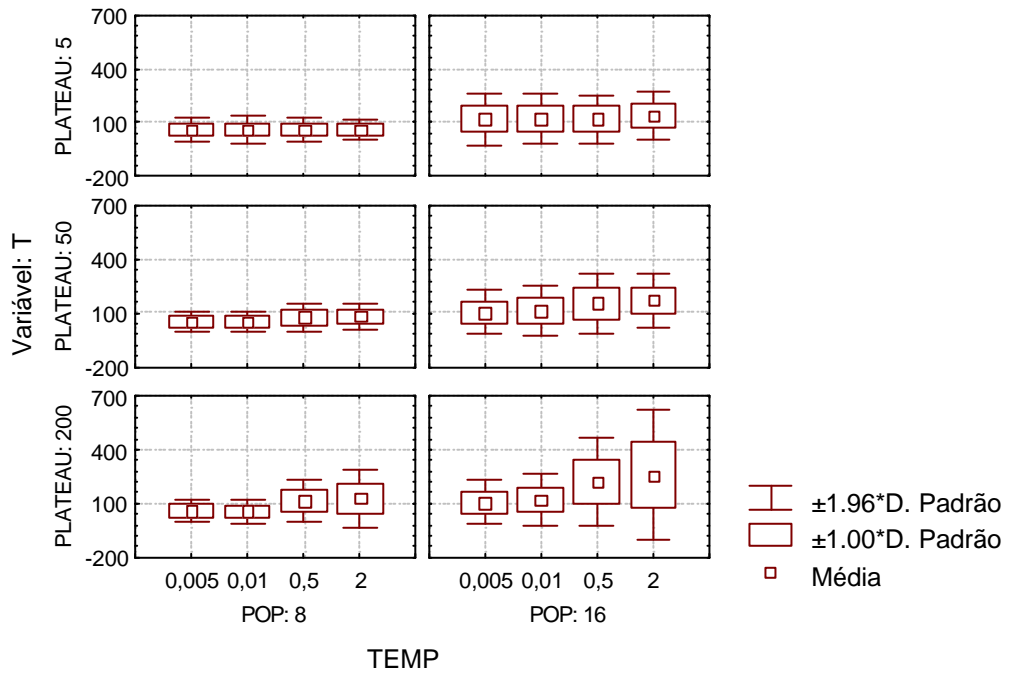 Variável: T
PLATEAU: 5
700
400
100
-200
PLATEAU: 50
700
400
100
-200
PLATEAU: 200
700
400
100
-200
0,005 0,01 0,5 2
POP: 8
0,005 0,01 0,5 2
POP: 16
TEMP
±1.96*D. Padrão
±1.00*D. Padrão
Média